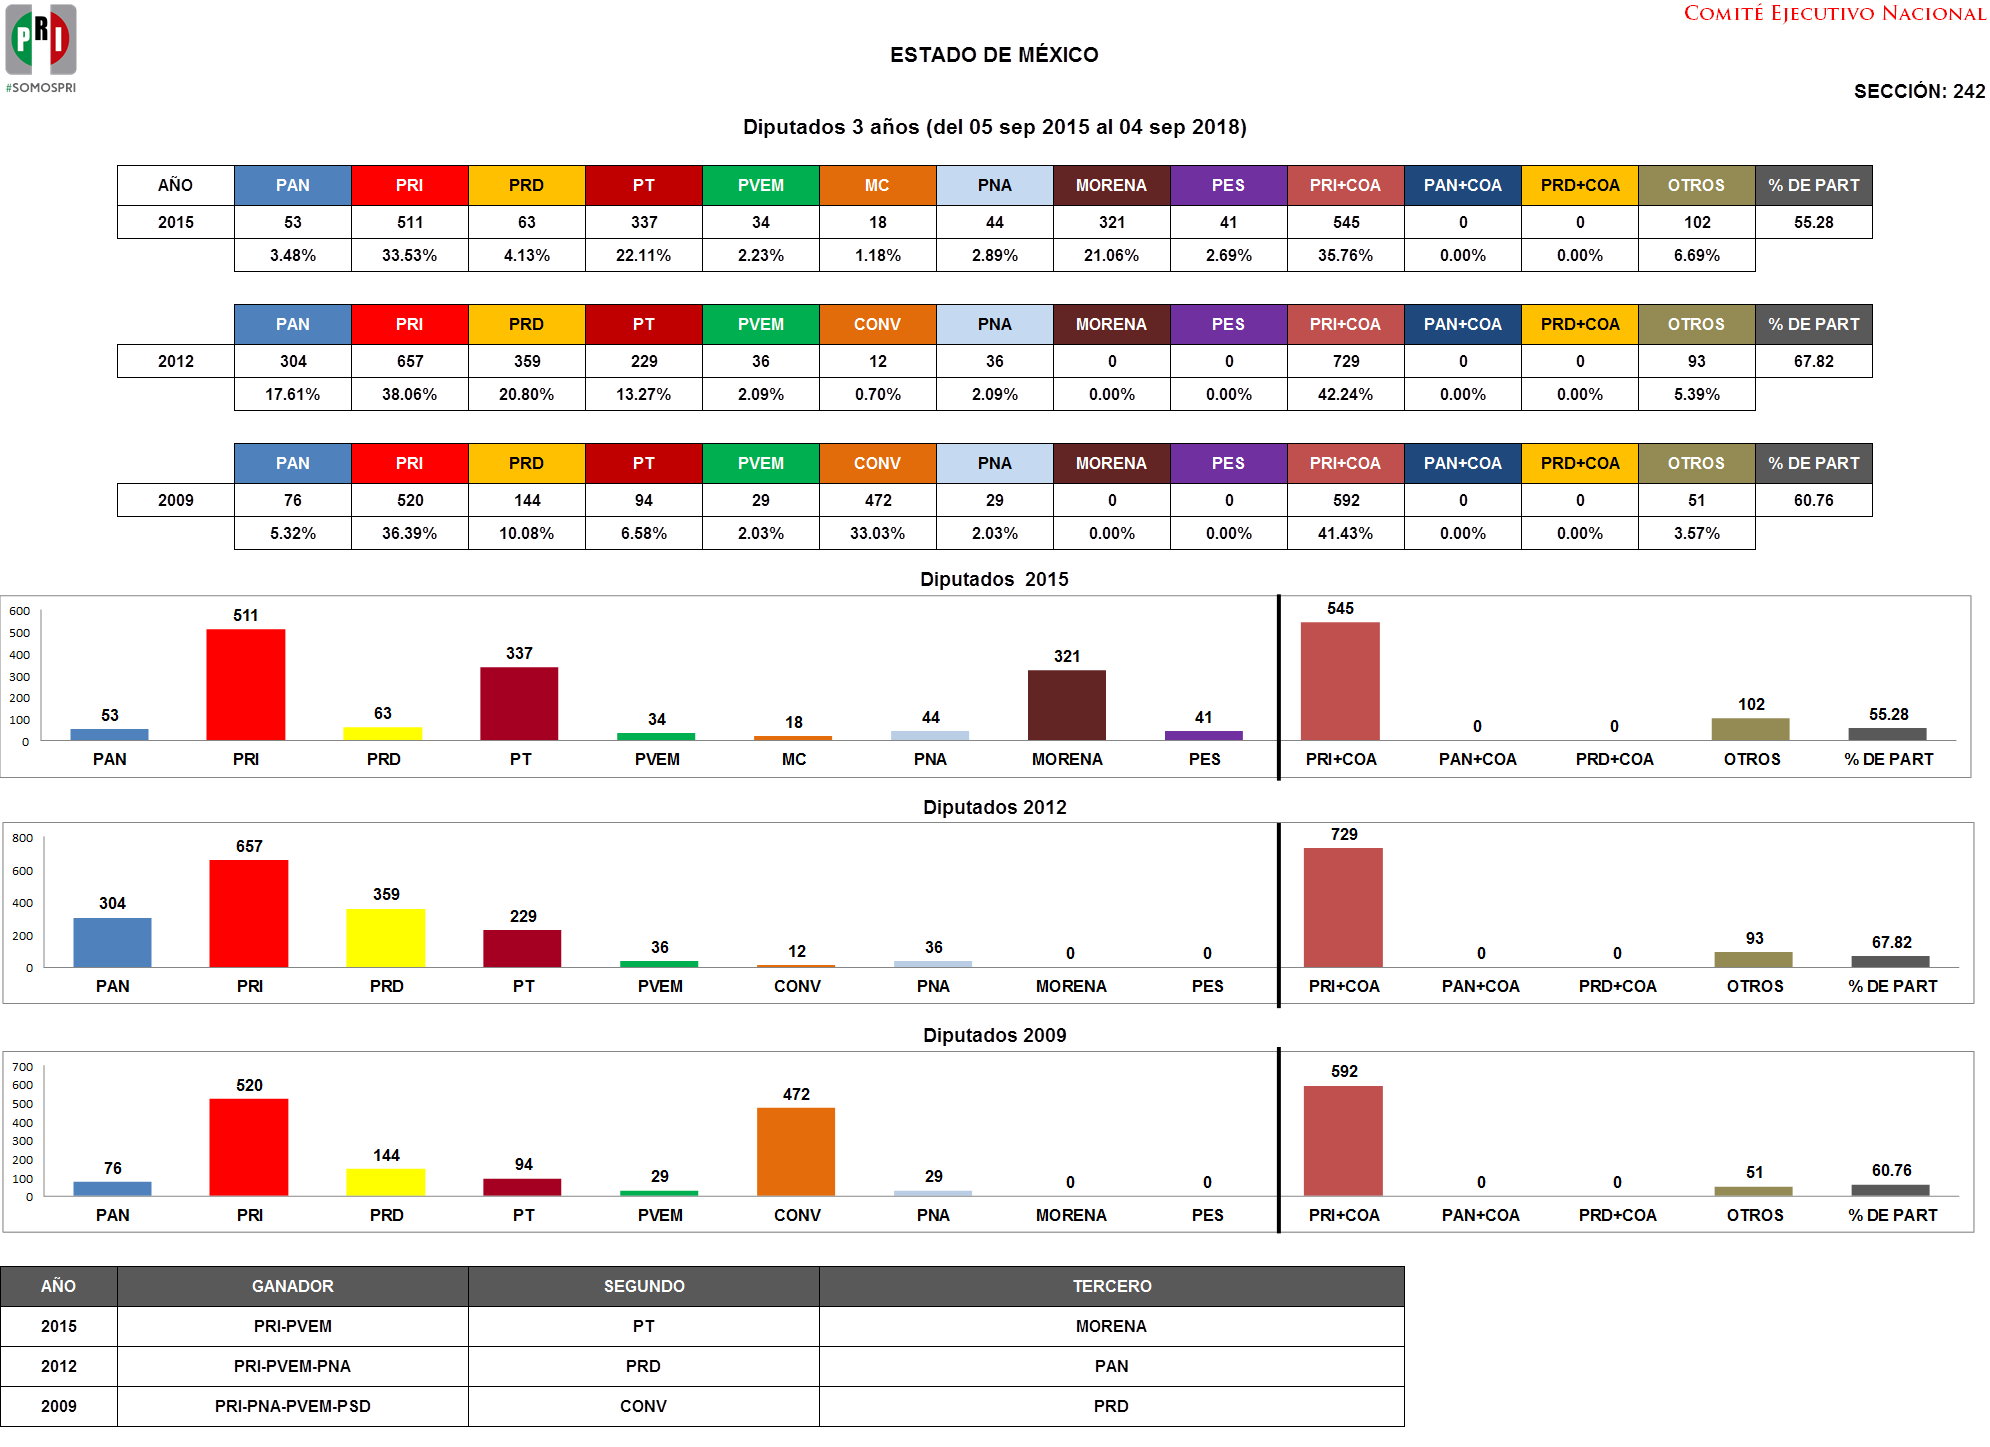 PRI
#SOMOSPRI
COMITÉ EJECUTIVO NACIONAL
ESTADO DE MÉXICO
SECCIÓN: 242
Diputados 3 años (del 05 sep 2015 al 04 sep 2018)
AÑO PAN PRI PRD PT PVEM MC PNA MORENA PES PRI+COA PAN+COA PRD+COA OTROS % DE PART
2015 53 511 63 337 34 18 44 321 41 545 0 0 102 55.28
3.48% 33.53% 4.13% 22.11% 2.23% 1.18% 2.89% 21.06% 2.69% 35.76% 0.00% 0.00% 6.69%
PAN PRI PRD PT PVEM CONV PNA MORENA PES PRI+COA PAN+COA PRD+COA OTROS % DE PART
2012 304 657 359 229 36 12 36 0 0 729 0 0 93 67.82
17.61% 38.06% 20.80% 13.27% 2.09% 0.70% 2.09% 0.00% 0.00% 42.24% 0.00% 0.00% 5.39%
PAN PRI PRD PT PVEM CONV PNA MORENA PES PRI+COA PAN+COA PRD+COA OTROS % DE PART
2009 76 520 144 94 29 472 29 0 0 592 0 0 51 60.76
5.32% 36.39% 10.08% 6.58% 2.03% 33.03% 2.03% 0.00% 0.00% 41.43% 0.00% 0.00% 3.57%
Diputados 2015
600
500
400
300
200
100
0
53 511 63 337 34 18 44 321 41 545 0 0 102 55.28
PAN PRI PRD PT PVEM MC PNA MORENA PES PRI+COA PAN+COA PRD+COA OTROS % DE PART
Diputados 2012
800
600
400
200
0
304 657 359 229 36 12 36 0 0 729 0 0 93 67.82
PAN PRI PRD PT PVEM CONV PNA MORENA PES PRI+COA PAN+COA PRD+COA OTROS % DE PART
Diputados 2009
700
600
500
400
300
200
100
0
76 520 144 94 29 472 29 0 0 592 0 0 51 60.76
PAN PRI PRD PT PVEM CONV PNA MORENA PES PRI+COA PAN+COA PRD+COA OTROS % DE PART
AÑO GANADOR SEGUNDO TERCERO
2015 PRI-PVEM PT MORENA
2012 PRI-PVEM-PNA PRD PAN
2009 PRI-PNA-PVEM-PSD CONV PRD